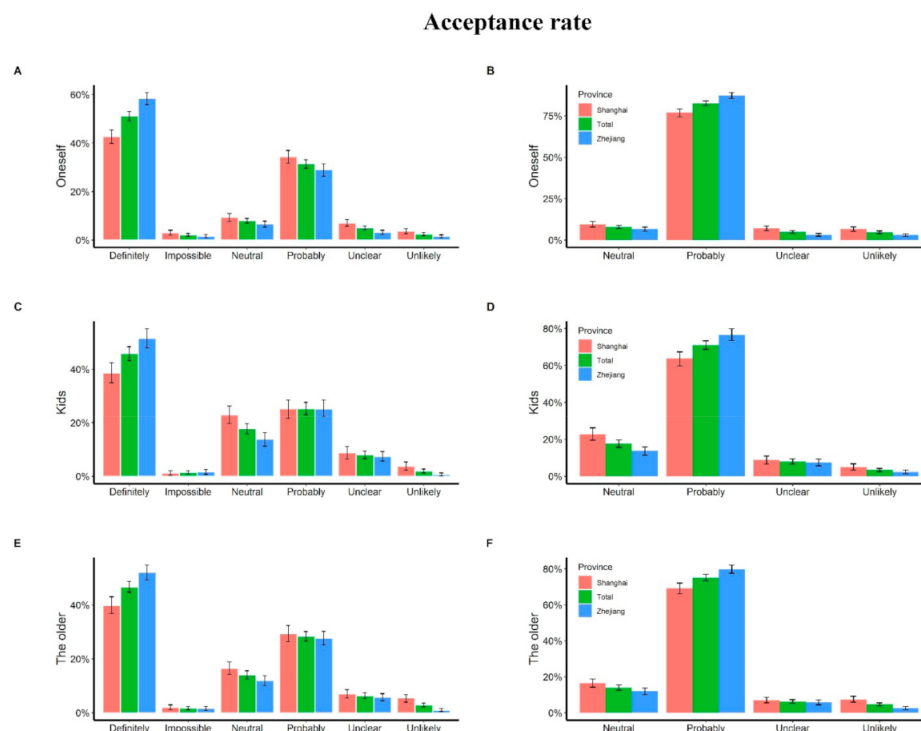 Acceptance rate
A
60%
40%
20%
0%
Oneself
Definitely Impossible Neutral Probably Unclear Unlikely
B
75%
50%
25%
0%
Oneself
Province
Shanghai
Total
Zhejiang
Neutral Probably Unclear Unlikely
C
40%
20%
0%
Kids
Definitely Impossible Neutral Probably Unclear Unlikely
D
80%
60%
40%
20%
0%
Kids
Province
Shanghai
Total
Zhejiang
Neutral Probably Unclear Unlikely
E
40%
20%
0%
The older
Definitely Impossible Neutral Probably Unclear Unlikely
F
80%
60%
40%
20%
0%
The older
Province
Shanghai
Total
Zhejiang
Neutral Probably Unclear Unlikely